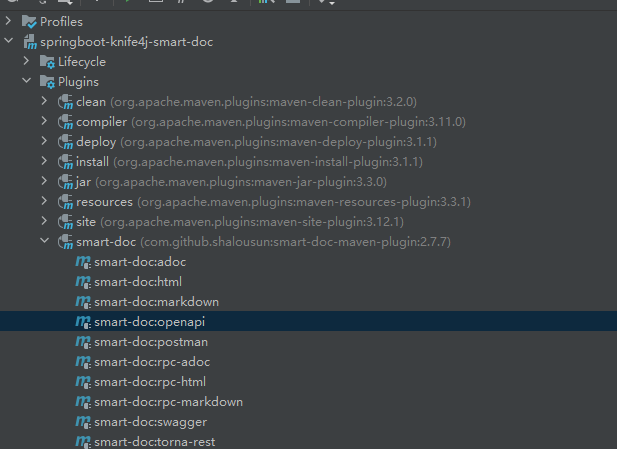 Profiles
springboot-knife4j-smart-doc
Lifecycle
Plugins
clean (org.apache.maven.plugins:maven-clean-plugin:3.2.0)
compiler (org.apache.maven.plugins:maven-compiler-plugin:3.11.0)
deploy (org.apache.maven.plugins:maven-deploy-plugin:3.1.1)
install (org.apache.maven.plugins:maven-install-plugin:3.1.1)
jar (org.apache.maven.plugins:maven-jar-plugin:3.3.0)
resources (org.apache.maven.plugins:maven-resources-plugin:3.3.1)
site (org.apache.maven.plugins:maven-site-plugin:3.12.1)
smart-doc (com.github.shalousun:smart-doc-maven-plugin:2.7.7)
smart-doc:adoc
smart-doc:html
smart-doc:markdown
smart-doc:openapi
smart-doc:postman
smart-doc:rpc-adoc
smart-doc:rpc-html
smart-doc:rpc-markdown
smart-doc:swagger
smart-doc:torna-rest